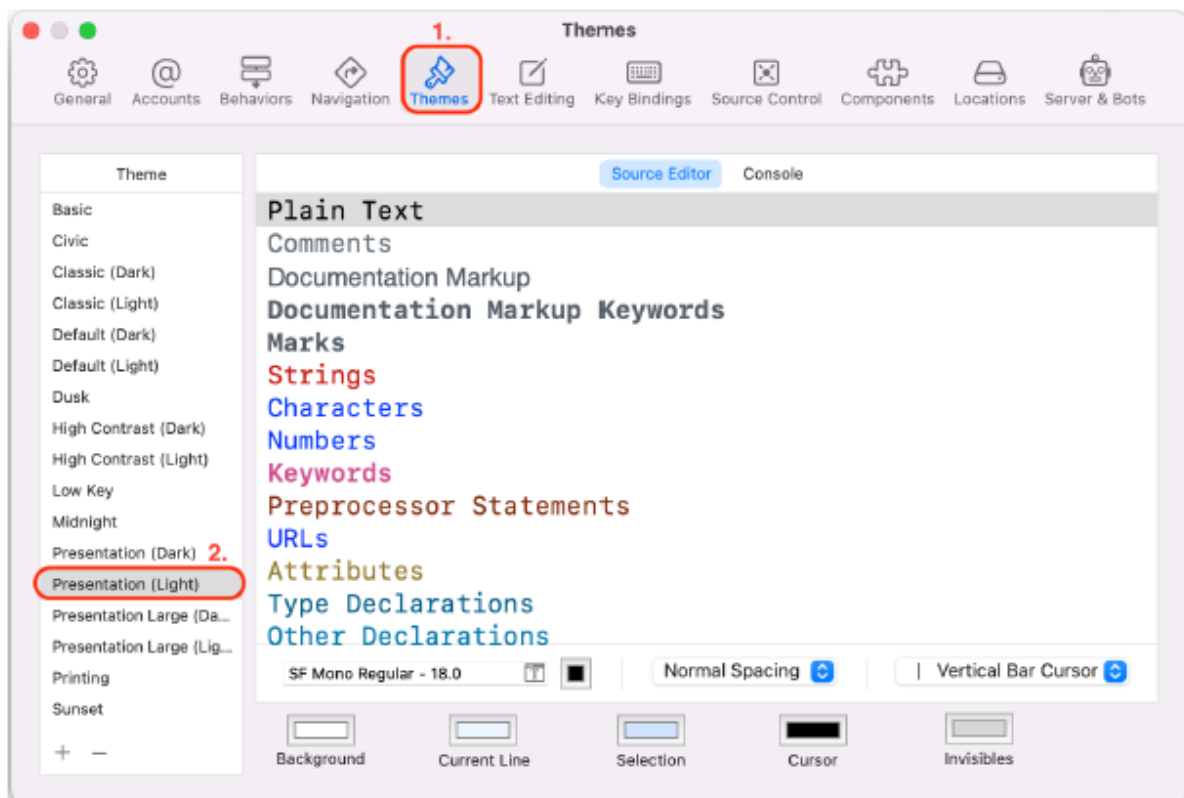 1.
Themes
General Accounts Behaviors Navigation Themes Text Editing Key Bindings Source Control Components Locations Server & Bots
Theme
Basic
Civic
Classic (Dark)
Classic (Light)
Default (Dark)
Default (Light)
Dusk
High Contrast (Dark)
High Contrast (Light)
Low Key
Midnight
Presentation (Dark) 2.
Presentation (Light)
Presentation Large (Da...
Presentation Large (Lig...
Printing
Sunset
+ −
Source Editor Console
Plain Text
Comments
Documentation Markup
Documentation Markup Keywords
Marks
Strings
Characters
Numbers
Keywords
Preprocessor Statements
URLs
Attributes
Type Declarations
Other Declarations
SF Mono Regular - 18.0 Normal Spacing | Vertical Bar Cursor
Background Current Line Selection Cursor Invisibles